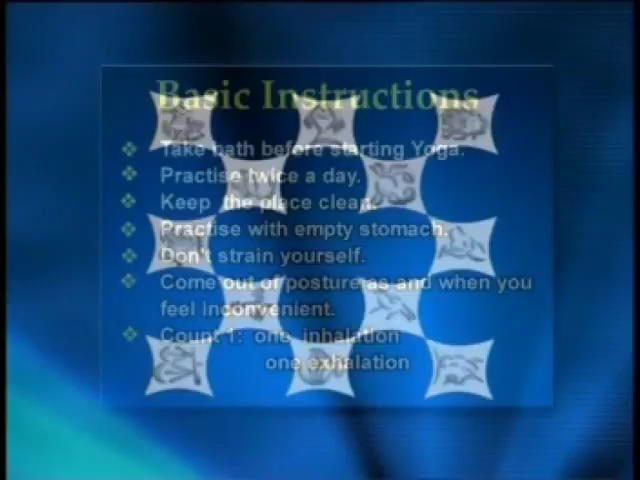 Basic Instructions
Take bath before starting Yoga.
Practise twice a day.
Keep the place clean.
Practise with empty stomach.
Don't strain yourself.
Come out of posture as and when you
feel inconvenient.
Count 1: one inhalation
one exhalation